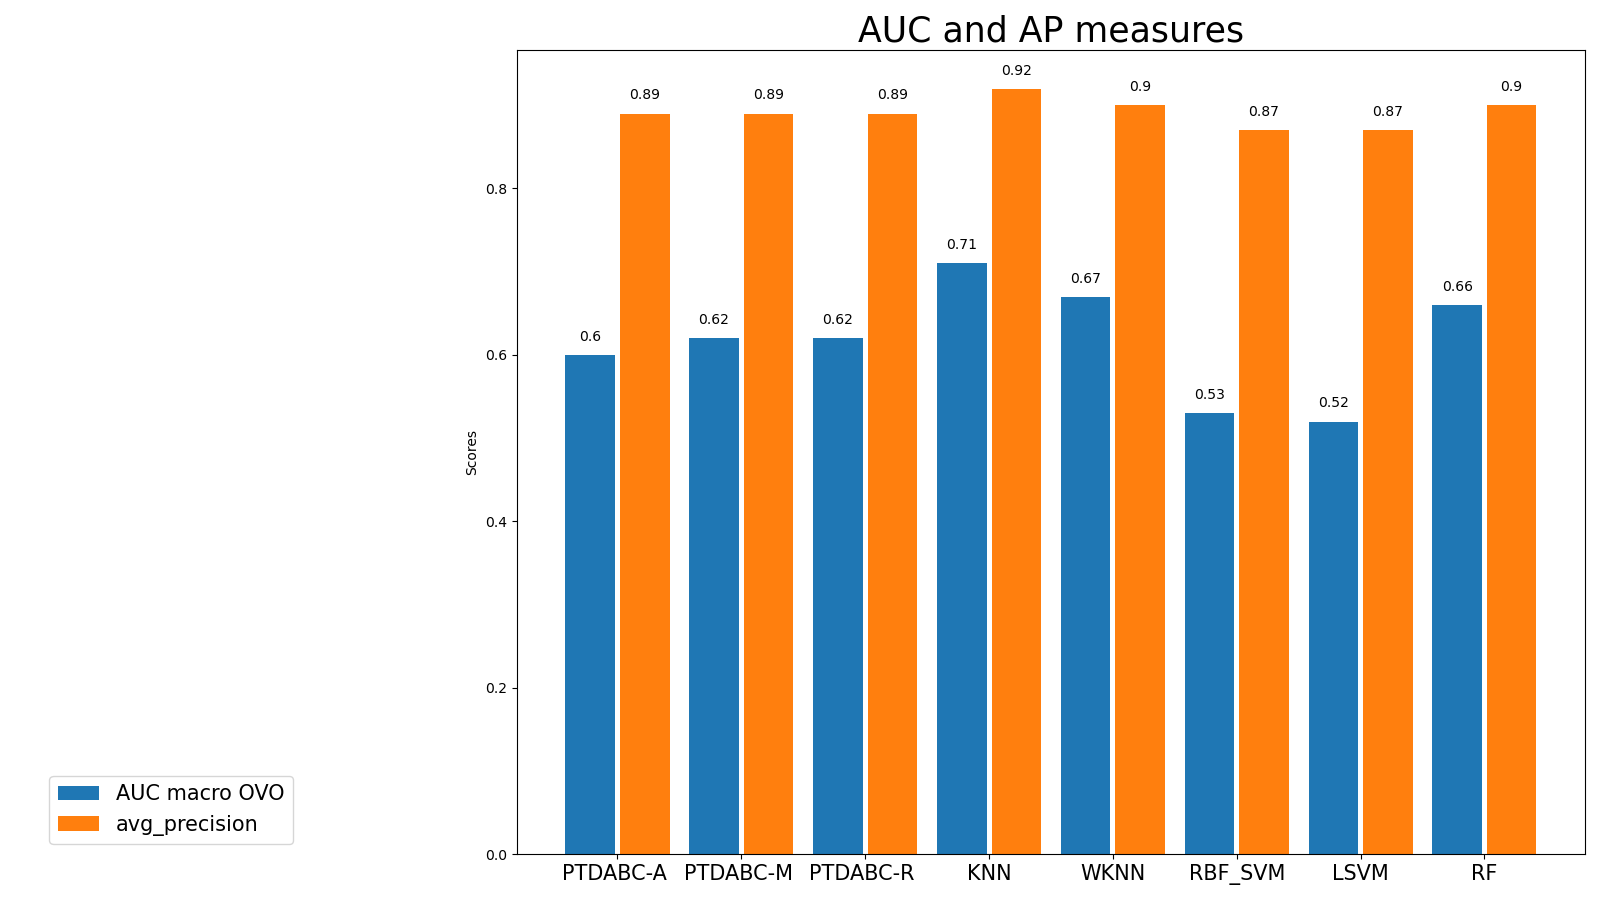 AUC and AP measures
0.89 0.89 0.89 0.92 0.9 0.87 0.87 0.9
0.6 0.62 0.62 0.71 0.67 0.53 0.52 0.66
Scores
0.8
0.6
0.4
0.2
0.0
PTDABC-A PTDABC-M PTDABC-R KNN WKNN RBF_SVM LSVM RF
AUC macro OVO
avg_precision